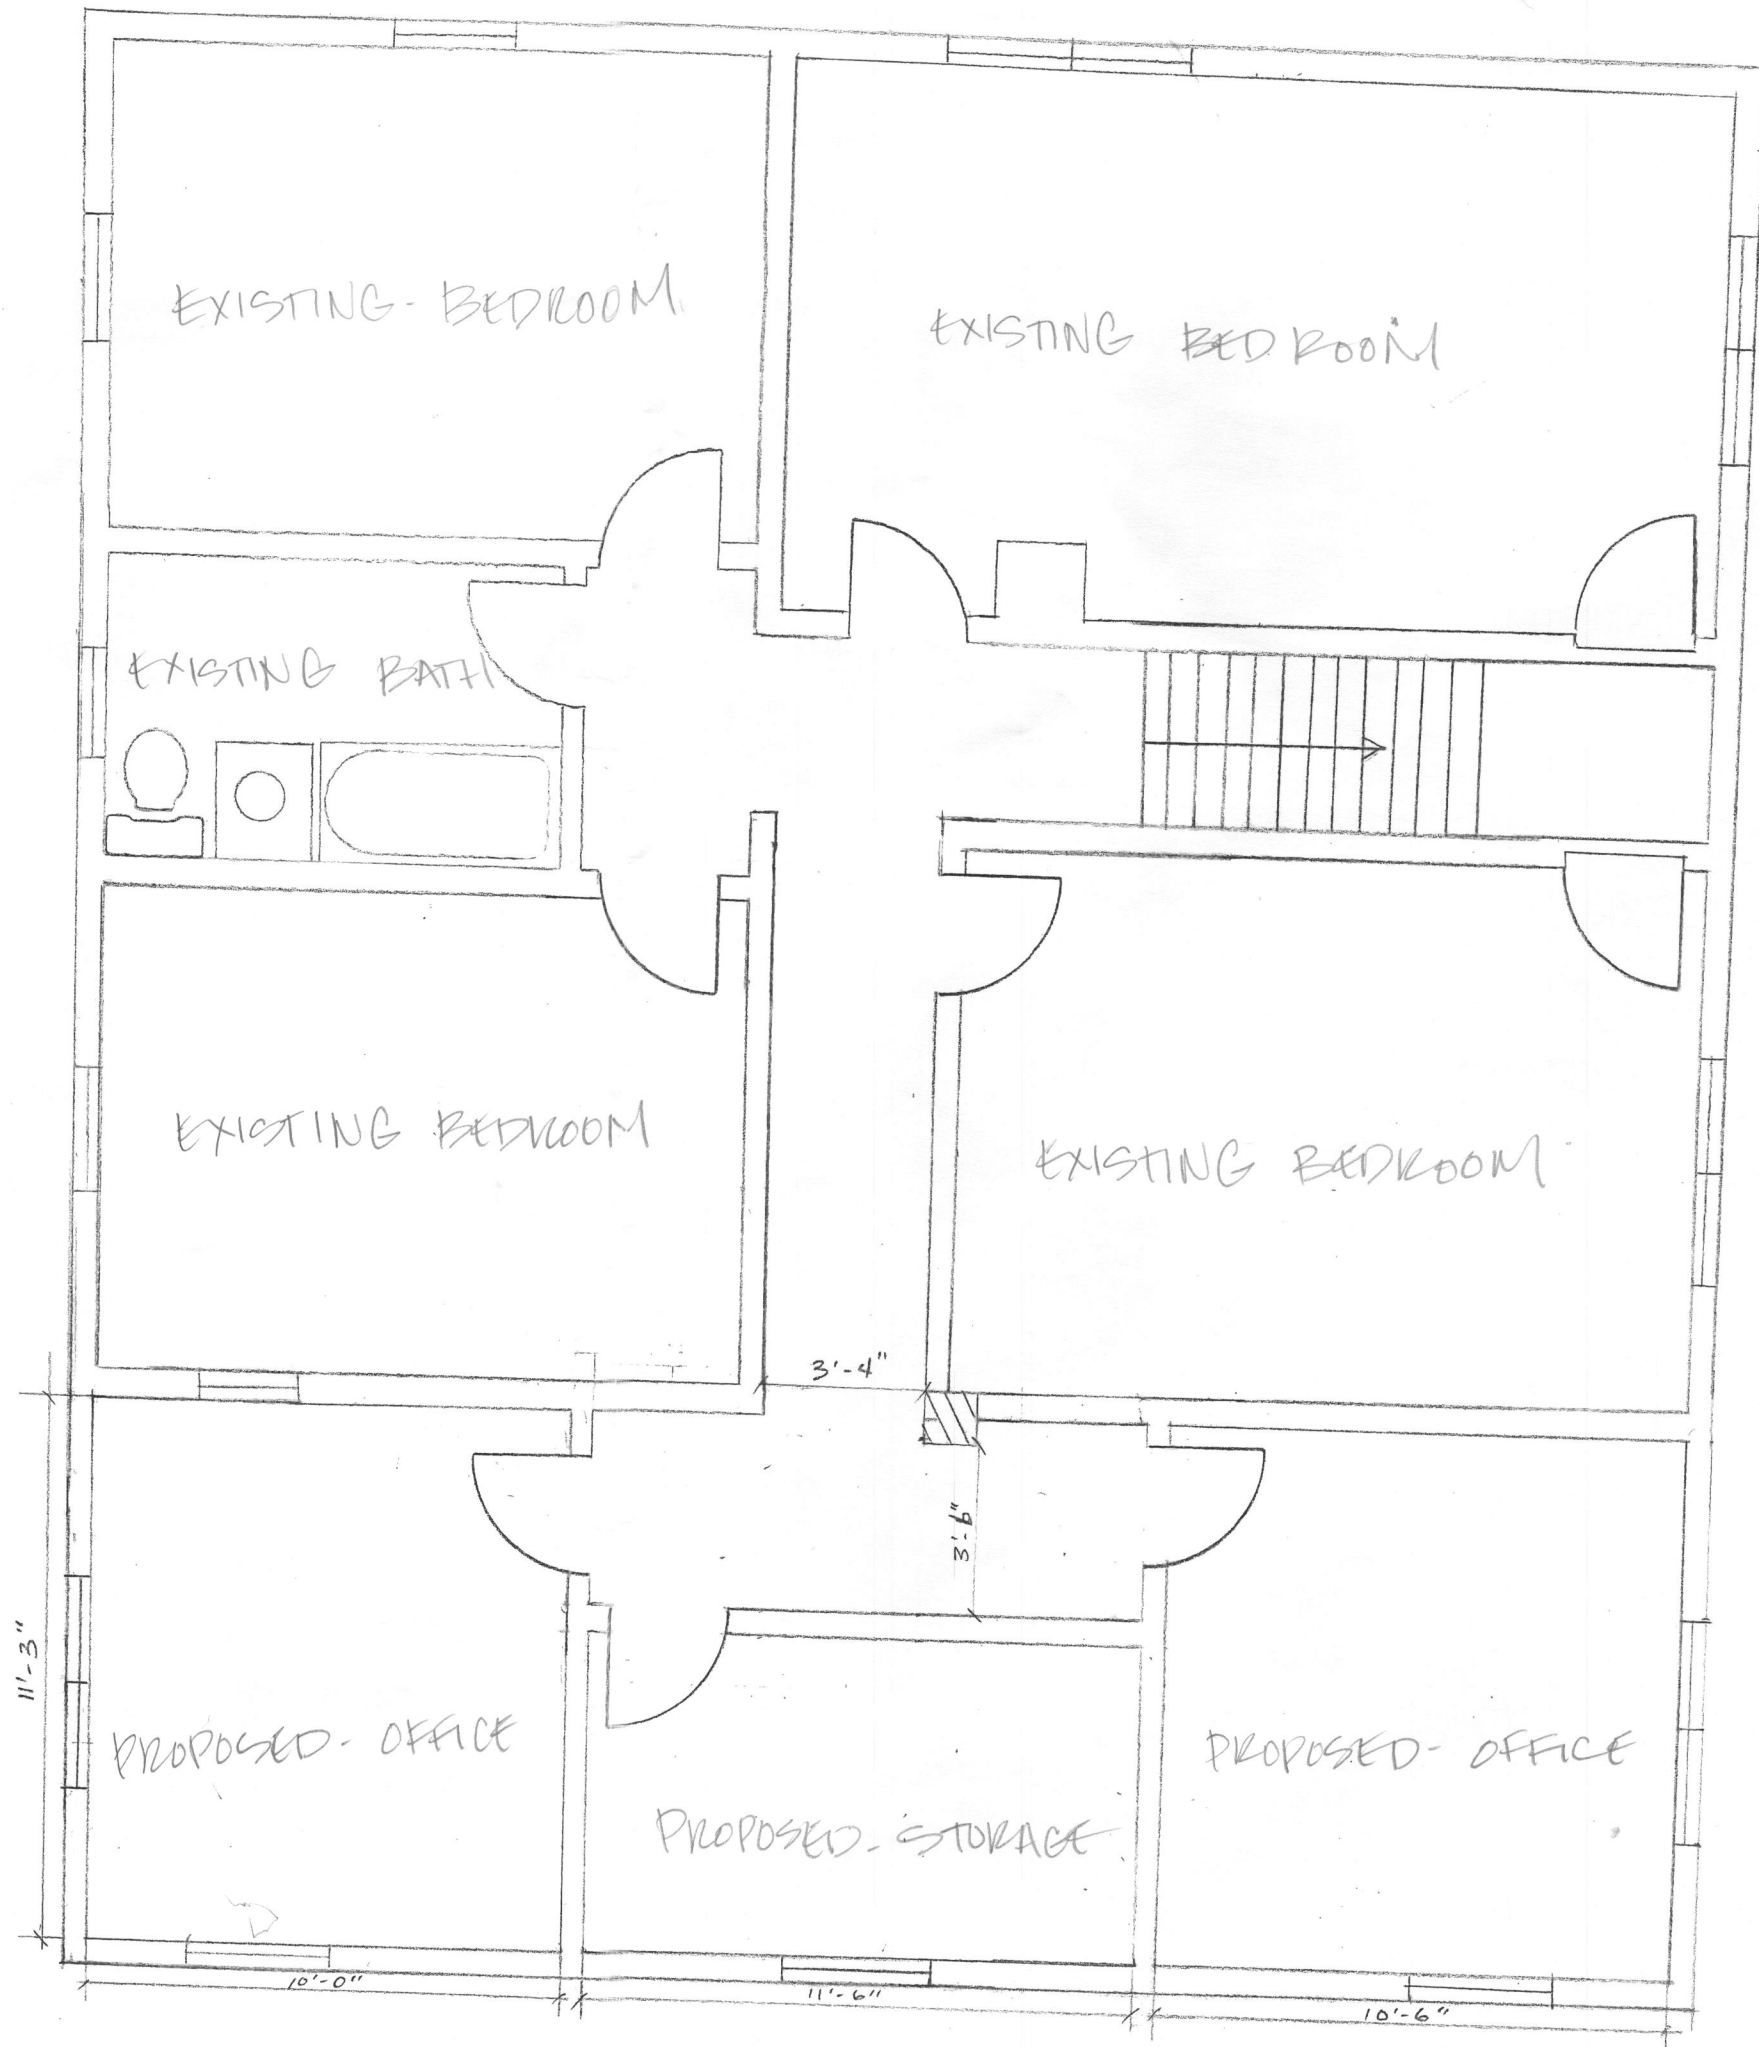 EXISTING - BEDROOM
EXISTING BEDROOM
EXISTING BATH
EXISTING BEDROOM
EXISTING BEDROOM
3'-4"
3'-6"
11'-3"
PROPOSED - OFFICE
PROPOSED - OFFICE
PROPOSED - STORAGE
10'-0"
11'-6"
10'-6"